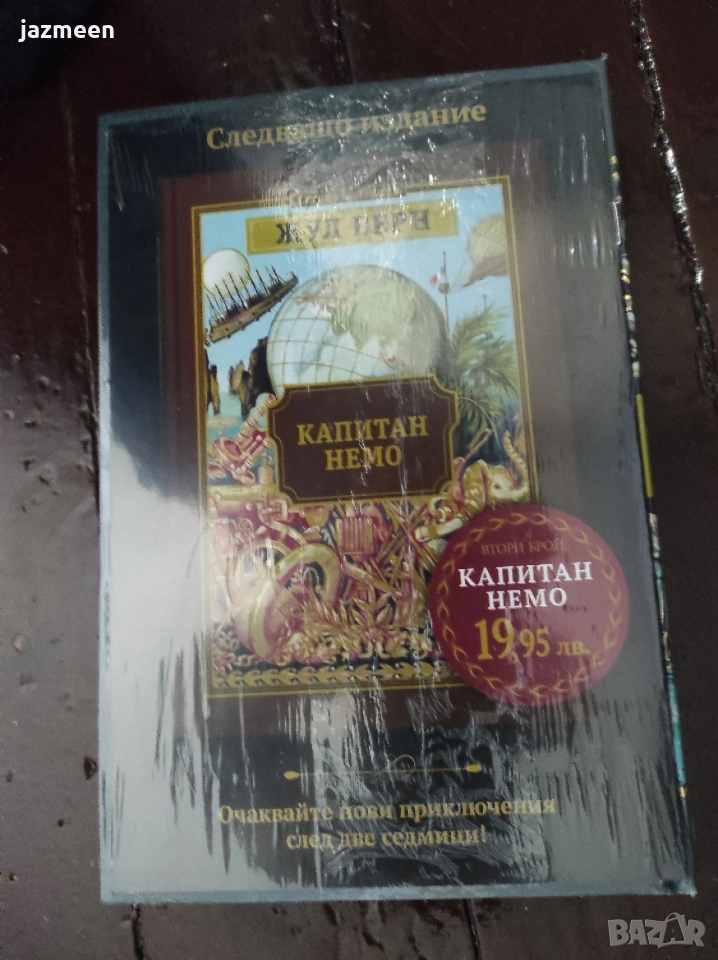 jazmeen
Следващо издание
ЖУЛ ВЕРН
КАПИТАН
НЕМО
ВТОРИ БРОЙ
КАПИТАН
НЕМО
19,95 лв.
Очаквайте нови приключения
след две седмици!
BAZAR